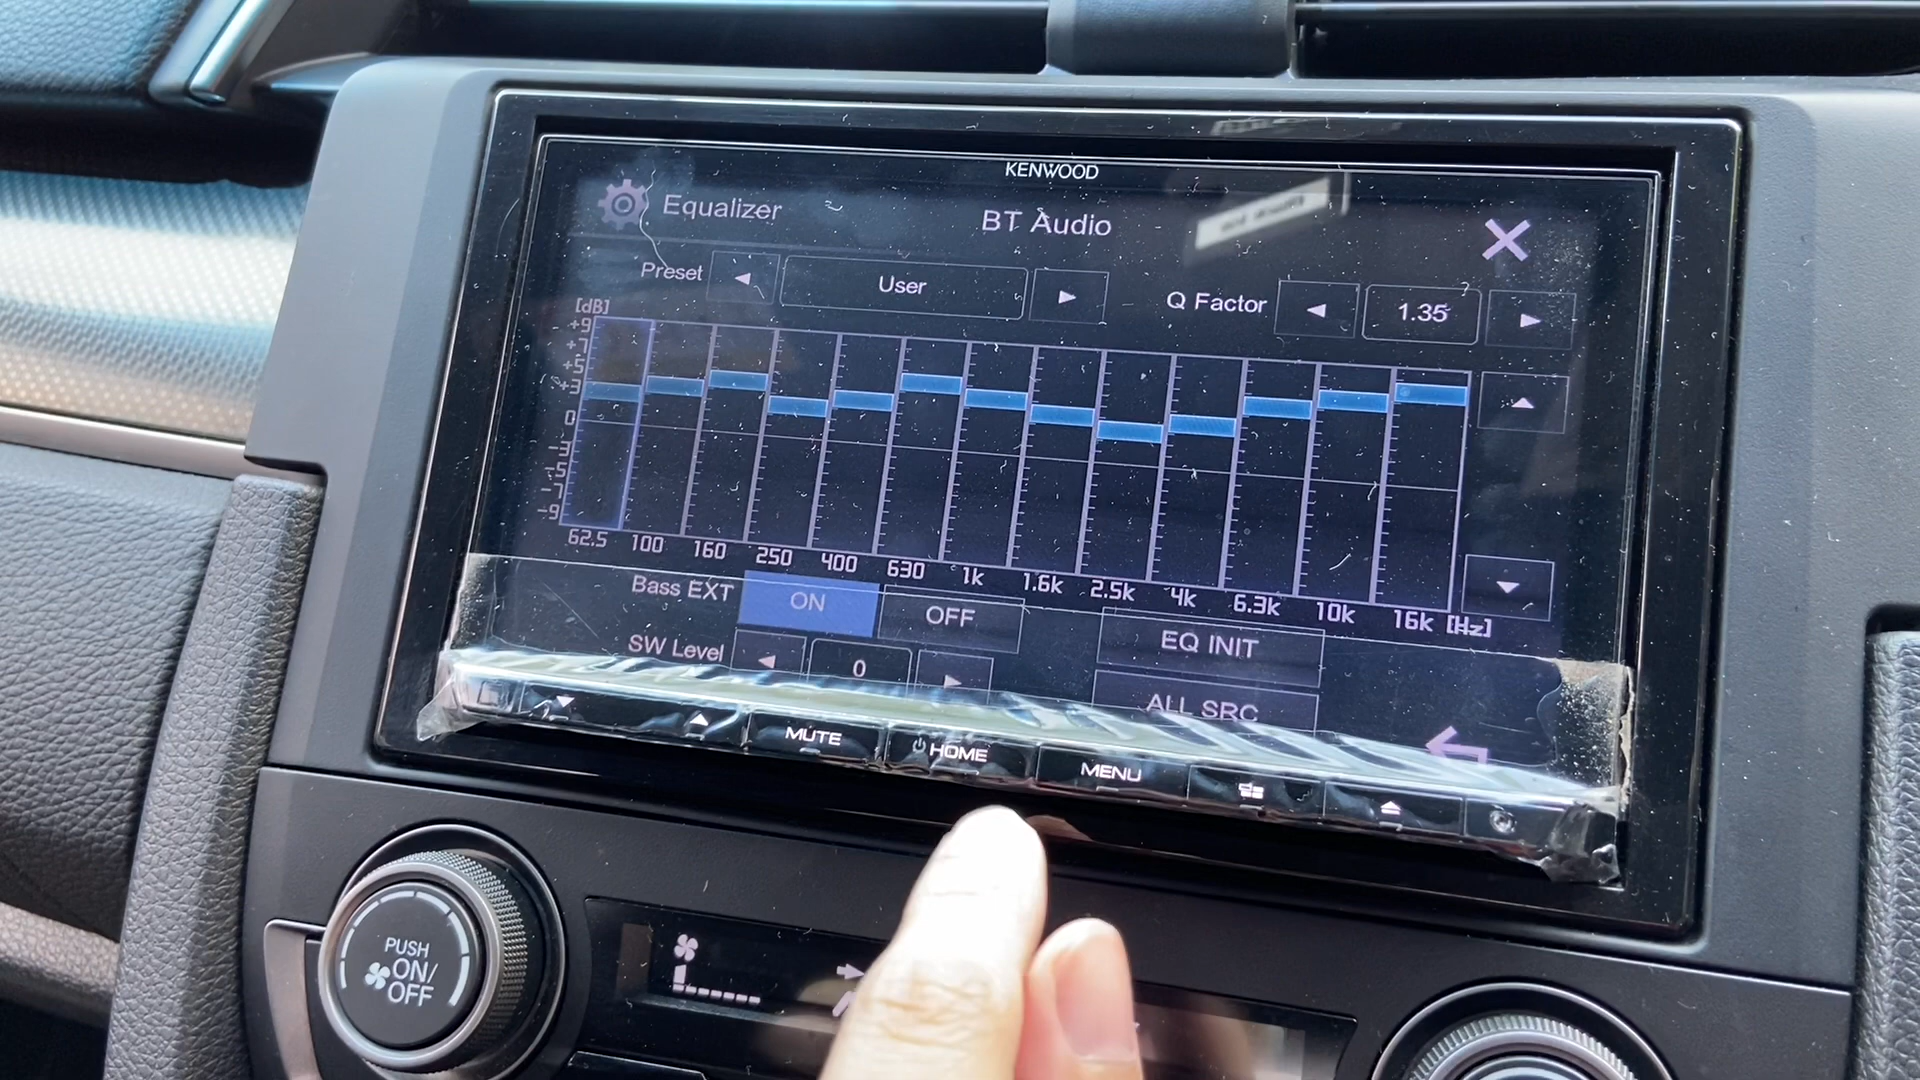 KENWOOD
Equalizer
BT Audio
Preset
User
Q Factor
1.35
[dB]
+9
+7
+5
+3
0
-3
-5
-7
-9
62.5 100 160 250 400 630 1k 1.6k 2.5k 4k 6.3k 10k 16k [Hz]
Bass EXT
ON
OFF
EQ INIT
SW Level
0
ALL SRC
MUTE
HOME
MENU
PUSH
ON/
OFF